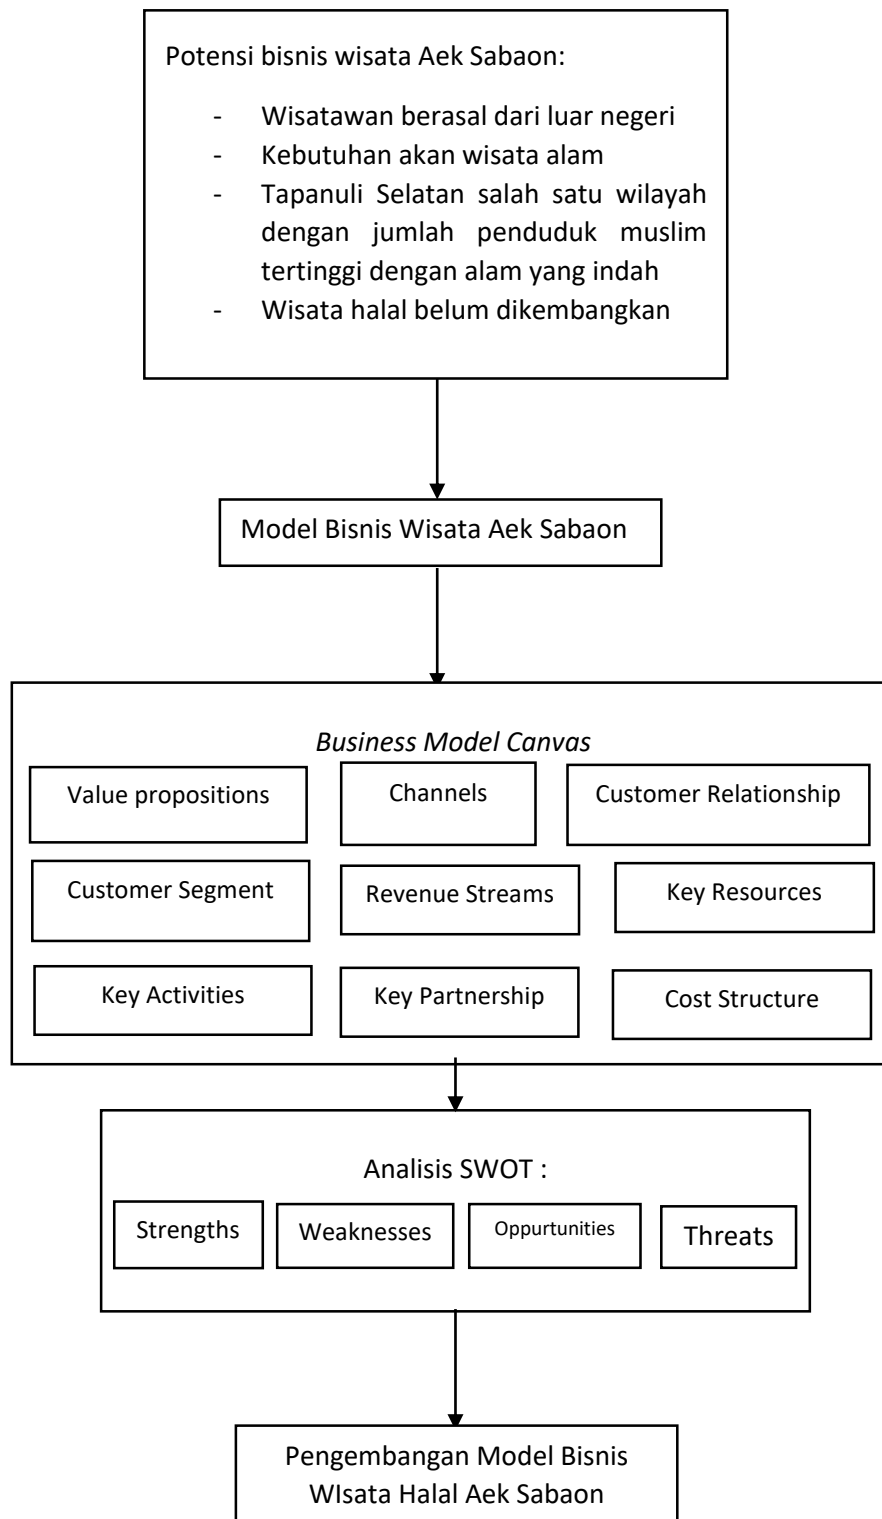 Potensi bisnis wisata Aek Sabaon:
- Wisatawan berasal dari luar negeri
- Kebutuhan akan wisata alam
- Tapanuli Selatan salah satu wilayah
dengan jumlah penduduk muslim
tertinggi dengan alam yang indah
- Wisata halal belum dikembangkan
Model Bisnis Wisata Aek Sabaon
Business Model Canvas
Value propositions
Channels
Customer Relationship
Customer Segment
Revenue Streams
Key Resources
Key Activities
Key Partnership
Cost Structure
Analisis SWOT :
Strengths
Weaknesses
Oppurtunities
Threats
Pengembangan Model Bisnis
WIsata Halal Aek Sabaon